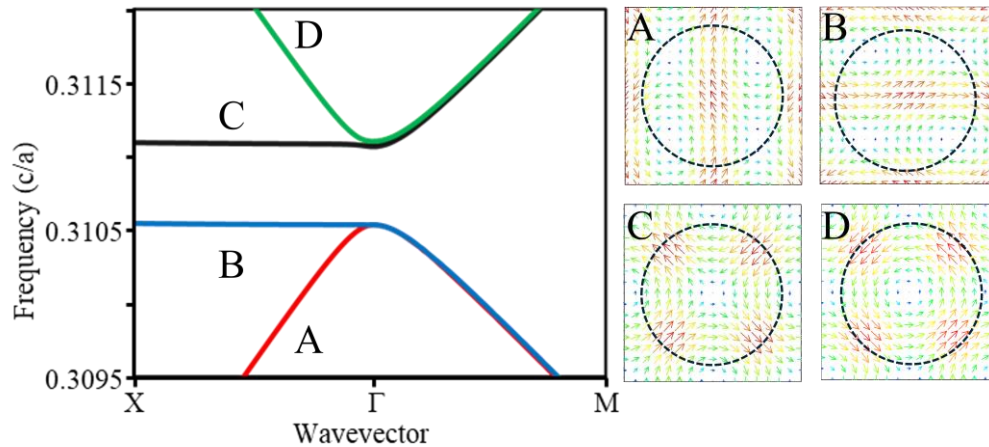 Frequency (c/a)
0.3115
0.3105
0.3095
D
C
B
A
X
Γ
M
Wavevector
A
B
C
D